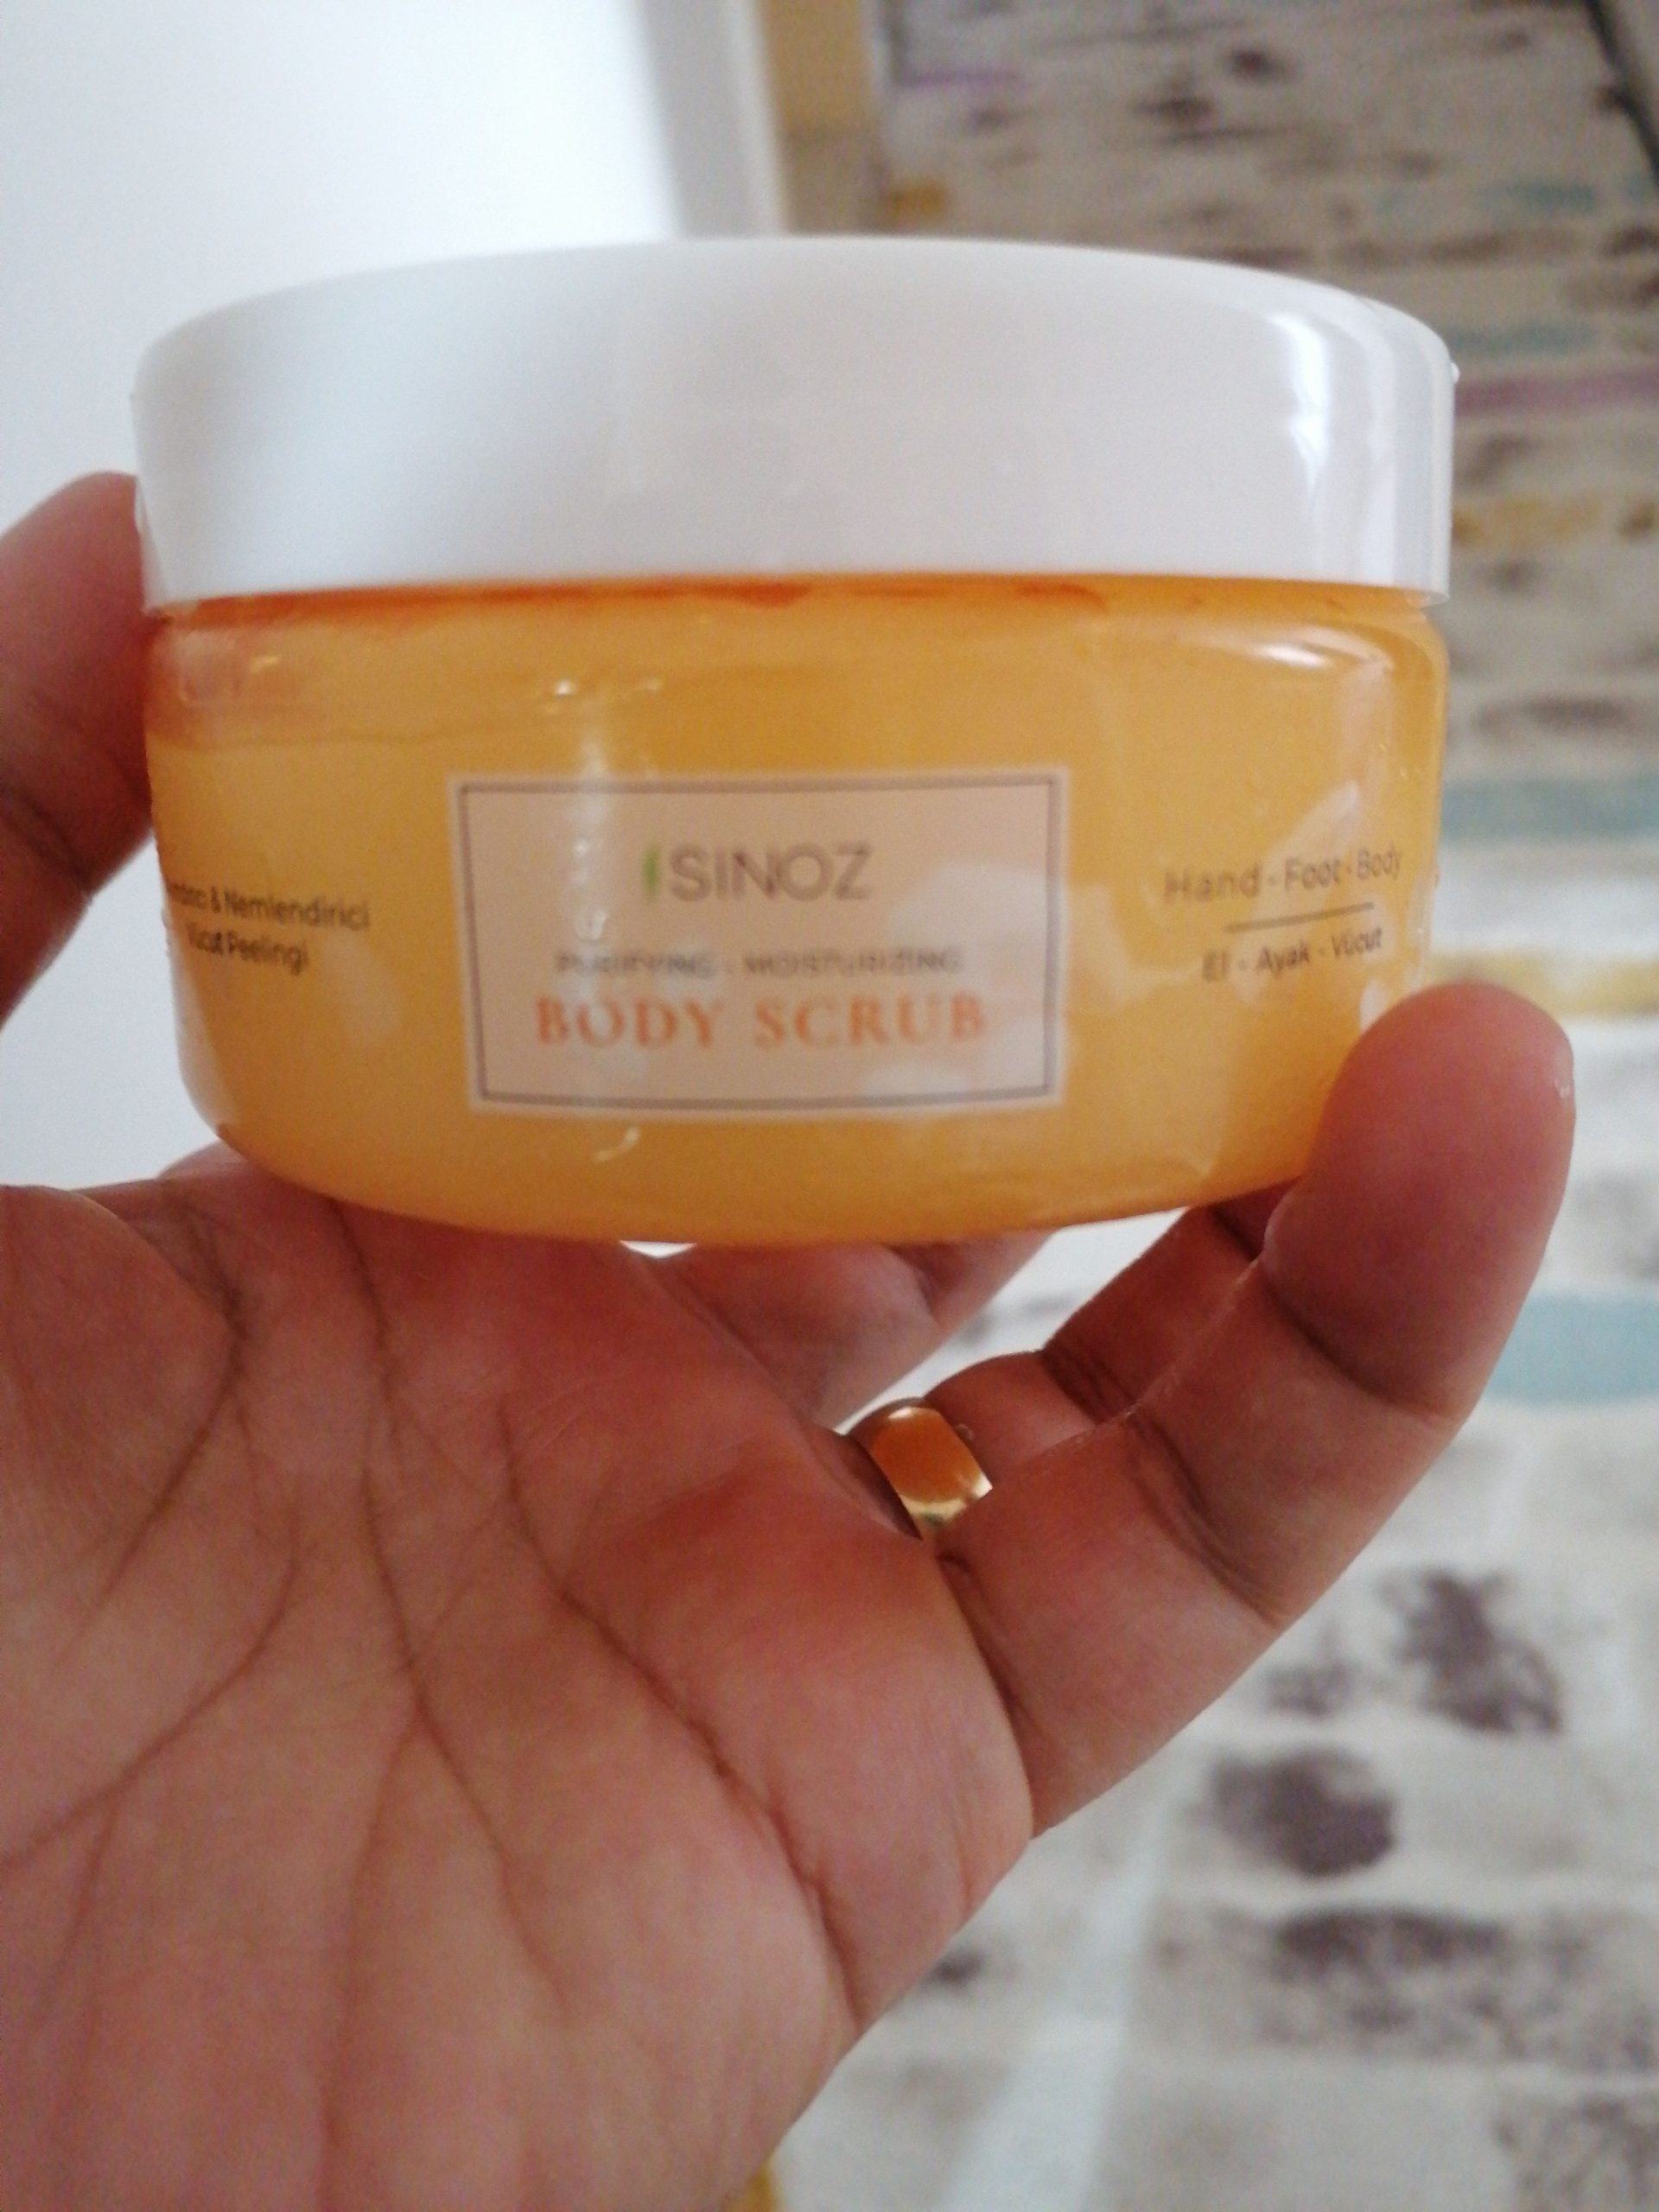 & Nemlendirici
Vücut Peelingi
SINOZ
PURIFYING - MOISTURIZING
BODY SCRUB
Hand - Foot - Body
El - Ayak - Vücut